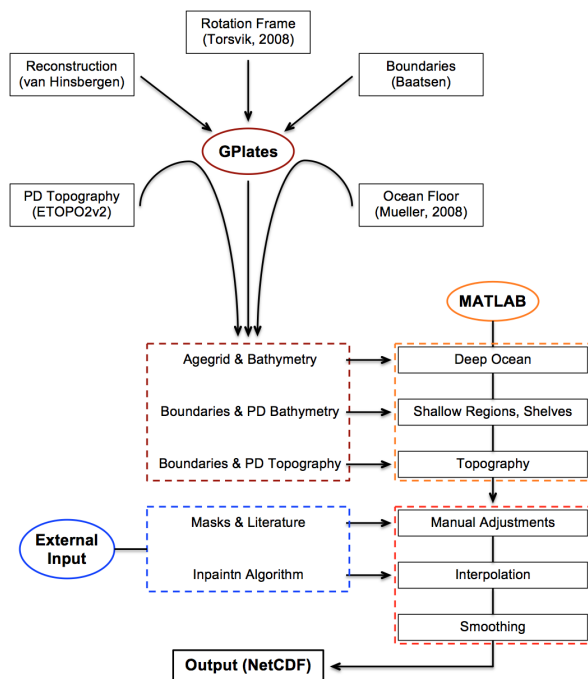 Rotation Frame
(Torsvik, 2008)
Reconstruction
(van Hinsbergen)
Boundaries
(Baatsen)
GPlates
PD Topography
(ETOPO2v2)
Ocean Floor
(Mueller, 2008)
MATLAB
Agegrid & Bathymetry
Deep Ocean
Boundaries & PD Bathymetry
Shallow Regions, Shelves
Boundaries & PD Topography
Topography
External
Input
Masks & Literature
Manual Adjustments
Inpaintn Algorithm
Interpolation
Smoothing
Output (NetCDF)